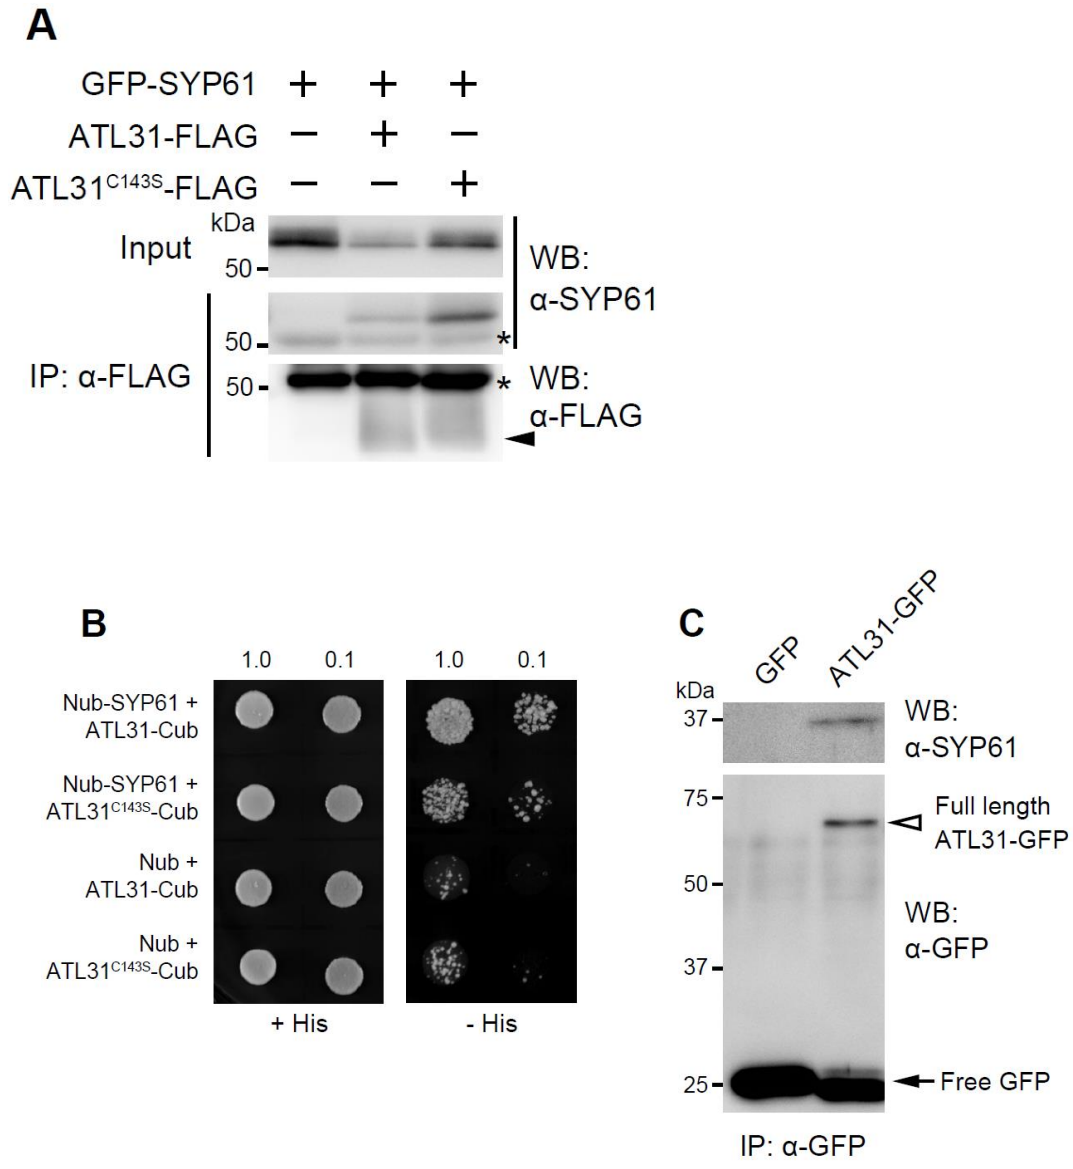 A
GFP-SYP61 + + +
ATL31-FLAG − + −
ATL31C143S-FLAG − − +
kDa
Input
50
WB:
α-SYP61
50
*
IP: α-FLAG
50
*
WB:
α-FLAG
B
1.0 0.1 1.0 0.1
Nub-SYP61 +
ATL31-Cub
Nub-SYP61 +
ATL31C143S-Cub
Nub +
ATL31-Cub
Nub +
ATL31C143S-Cub
+ His
- His
C
GFP
ATL31-GFP
kDa
37
WB:
α-SYP61
75
Full length
ATL31-GFP
50
WB:
α-GFP
37
25
Free GFP
IP: α-GFP